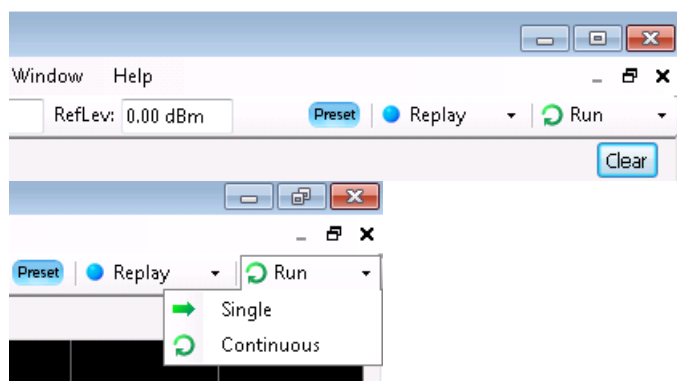 Window Help
RefLev: 0.00 dBm Preset Replay Run
Clear
Preset Replay Run
Single
Continuous